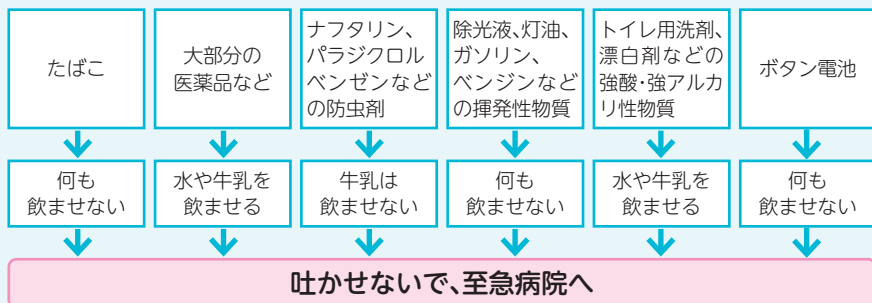 たばこ
大部分の
医薬品など
ナフタリン、
パラジクロル
ベンゼンなど
の防虫剤
除光液、灯油、
ガソリン、
ベンジンなど
の揮発性物質
トイレ用洗剤、
漂白剤などの
強酸・強アルカ
リ性物質
ボタン電池
何も
飲ませない
水や牛乳を
飲ませる
牛乳は
飲ませない
何も
飲ませない
水や牛乳を
飲ませる
何も
飲ませない
吐かせないで、至急病院へ